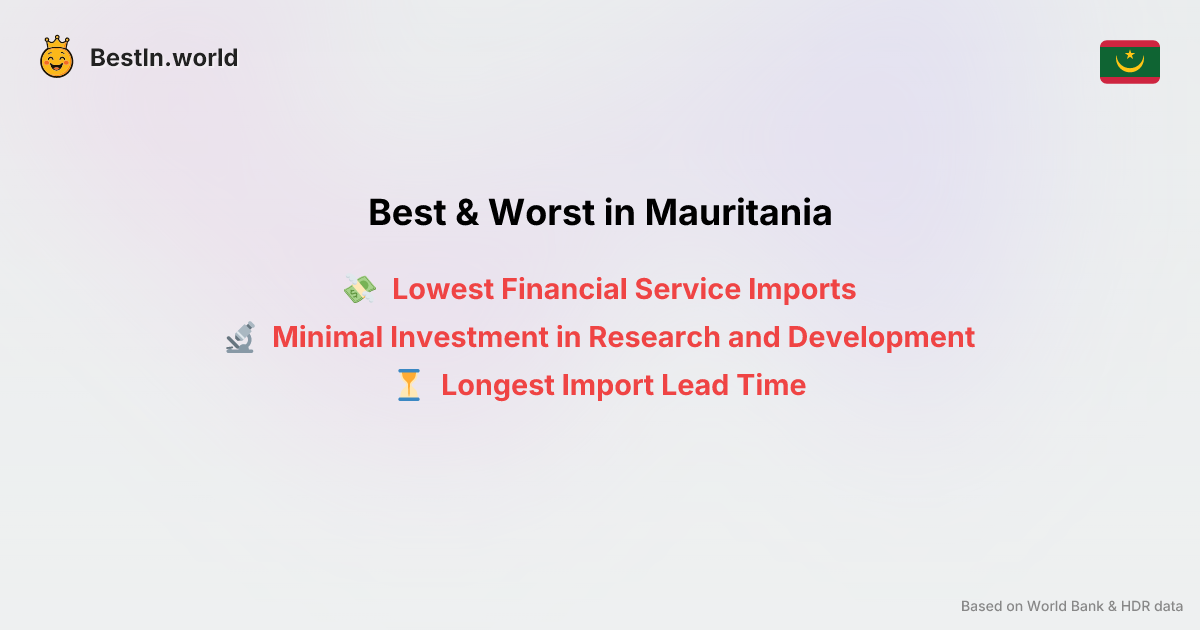 BestIn.world
Best & Worst in Mauritania
Lowest Financial Service Imports
Minimal Investment in Research and Development
Longest Import Lead Time
Based on World Bank & HDR data